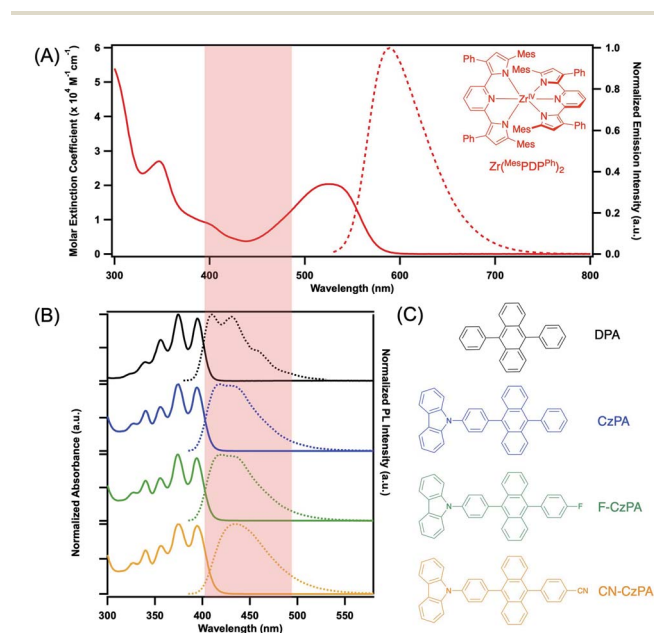 (A)
Molar Extinction Coefficient (x 10⁴ M⁻¹ cm⁻¹)
6
5
4
3
2
1
0
300
400
500
600
700
800
Wavelength (nm)
1.0
0.8
0.6
0.4
0.2
0.0
Normalized Emission Intensity (a.u.)
Ph
Mes
Mes
Ph
N
N
N
Zr^IV
N
N
N
Ph
Mes
Mes
Ph
Zr(^MesPDP^Ph)₂
(B)
Normalized Absorbance (a.u.)
Normalized PL Intensity (a.u.)
300
350
400
450
500
550
Wavelength (nm)
(C)
DPA
N
CzPA
N
F
F-CzPA
N
CN
CN-CzPA